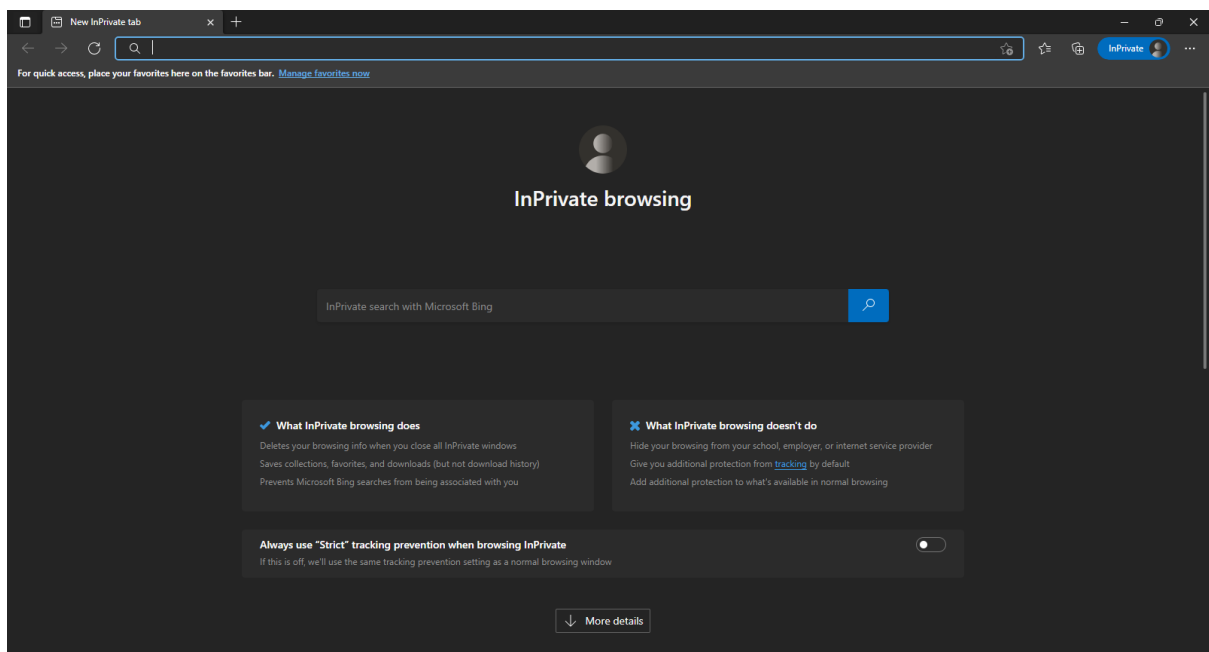 New InPrivate tab
InPrivate
For quick access, place your favorites here on the favorites bar. Manage favorites now
InPrivate browsing
InPrivate search with Microsoft Bing
What InPrivate browsing does
Deletes your browsing info when you close all InPrivate windows
Saves collections, favorites, and downloads (but not download history)
Prevents Microsoft Bing searches from being associated with you
What InPrivate browsing doesn't do
Hide your browsing from your school, employer, or internet service provider
Give you additional protection from tracking by default
Add additional protection to what's available in normal browsing
Always use "Strict" tracking prevention when browsing InPrivate
If this is off, we'll use the same tracking prevention setting as a normal browsing window
More details